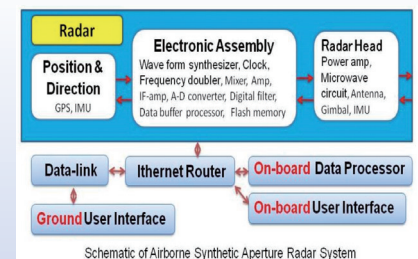 Radar
Position &
Direction
GPS, IMU
Electronic Assembly
Wave form synthesizer, Clock,
Frequency doubler, Mixer, Amp,
IF-amp, A-D converter, Digital filter,
Data buffer processor, Flash memory
Radar Head
Power amp,
Microwave
circuit, Antenna,
Gimbal, IMU
Data-link
Ithernet Router
On-board Data Processor
Ground User Interface
On-board User Interface
Schematic of Airborne Synthetic Aperture Radar System